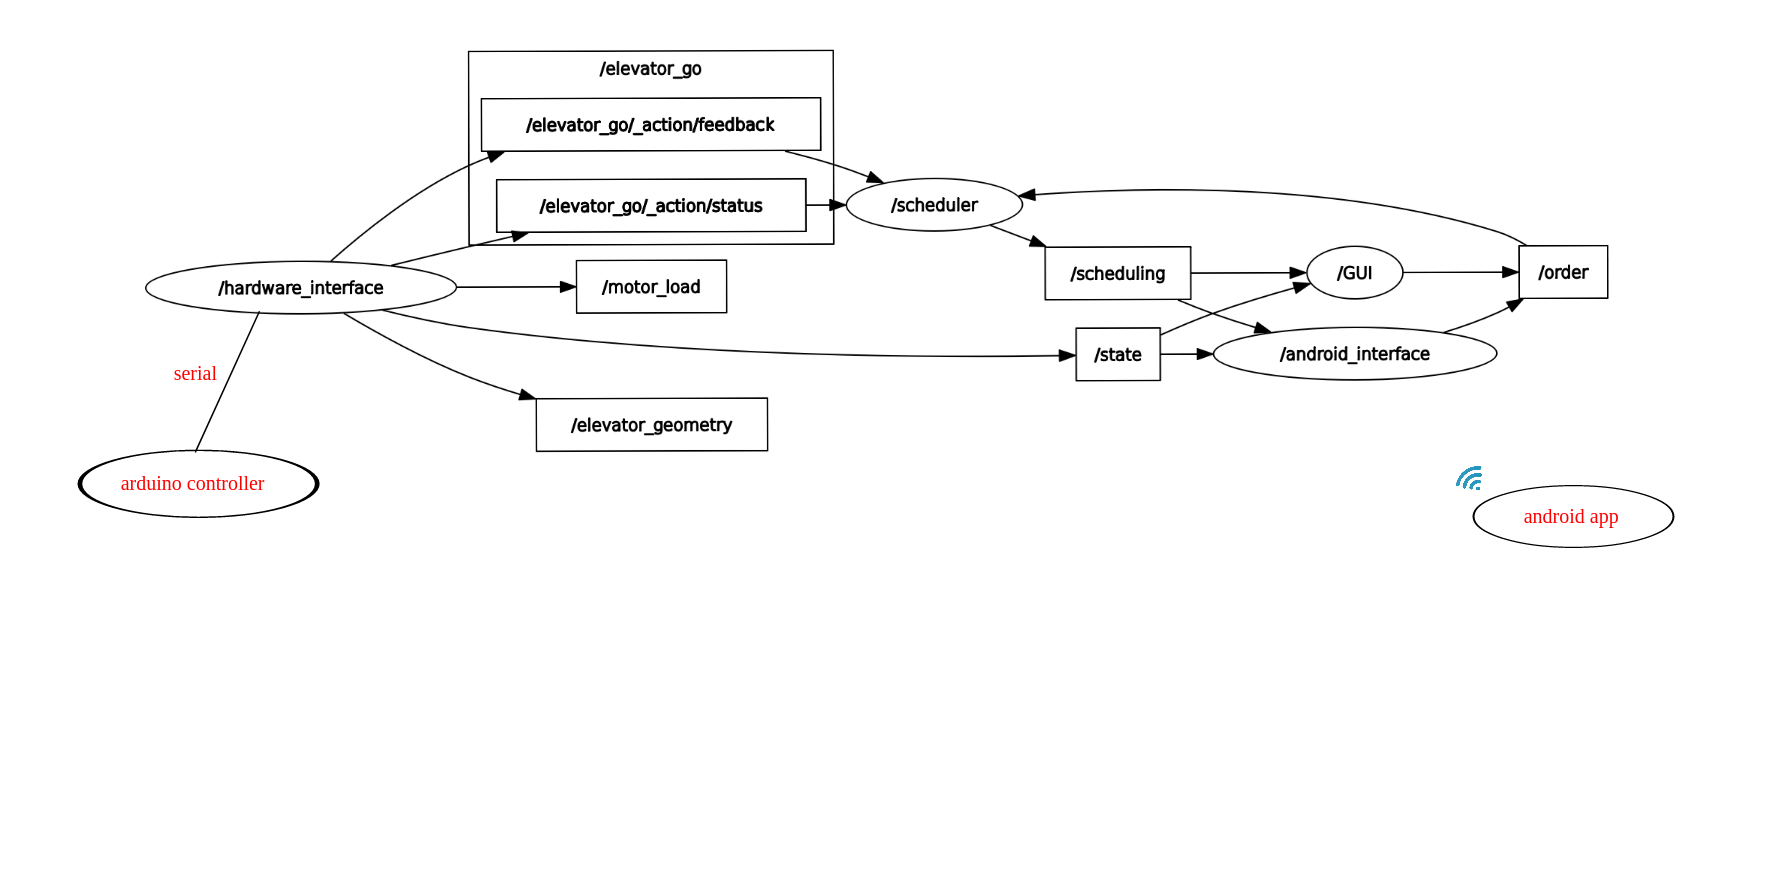 /elevator_go
/elevator_go/_action/feedback
/elevator_go/_action/status
/scheduler
/hardware_interface
/motor_load
/scheduling
/GUI
/order
/state
/android_interface
serial
/elevator_geometry
arduino controller
android app